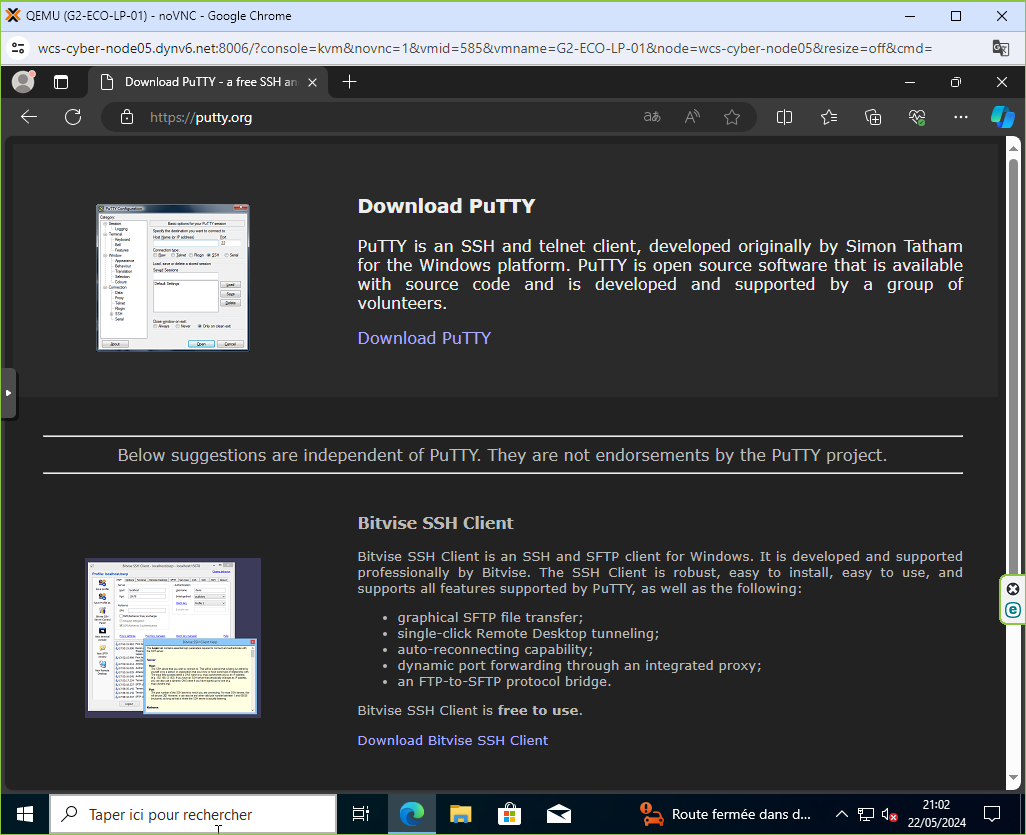 QEMU (G2-ECO-LP-01) - noVNC - Google Chrome
wcs-cyber-node05.dynv6.net:8006/?console=kvm&novnc=1&vmid=585&vmname=G2-ECO-LP-01&node=wcs-cyber-node05&resize=off&cmd=
Download PuTTY - a free SSH an
https://putty.org
Download PuTTY
PuTTY is an SSH and telnet client, developed originally by Simon Tatham
for the Windows platform. PuTTY is open source software that is available
with source code and is developed and supported by a group of
volunteers.
Download PuTTY
Below suggestions are independent of PuTTY. They are not endorsements by the PuTTY project.
Bitvise SSH Client
Bitvise SSH Client is an SSH and SFTP client for Windows. It is developed and supported
professionally by Bitvise. The SSH Client is robust, easy to install, easy to use, and
supports all features supported by PuTTY, as well as the following:
• graphical SFTP file transfer;
• single-click Remote Desktop tunneling;
• auto-reconnecting capability;
• dynamic port forwarding through an integrated proxy;
• an FTP-to-SFTP protocol bridge.
Bitvise SSH Client is free to use.
Download Bitvise SSH Client
Taper ici pour rechercher
Route fermée dans d...
21:02
22/05/2024